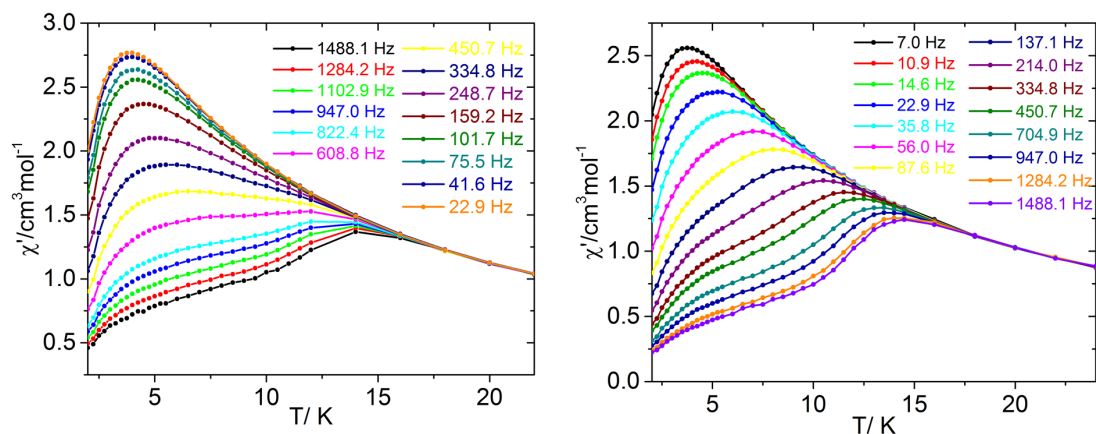 3.0
2.5
2.0
1.5
1.0
0.5
χ'/cm³mol⁻¹
5
10
15
20
T/ K
1488.1 Hz
1284.2 Hz
1102.9 Hz
947.0 Hz
822.4 Hz
608.8 Hz
450.7 Hz
334.8 Hz
248.7 Hz
159.2 Hz
101.7 Hz
75.5 Hz
41.6 Hz
22.9 Hz
2.5
2.0
1.5
1.0
0.5
0.0
χ'/cm³mol⁻¹
5
10
15
20
T/ K
7.0 Hz
10.9 Hz
14.6 Hz
22.9 Hz
35.8 Hz
56.0 Hz
87.6 Hz
137.1 Hz
214.0 Hz
334.8 Hz
450.7 Hz
704.9 Hz
947.0 Hz
1284.2 Hz
1488.1 Hz